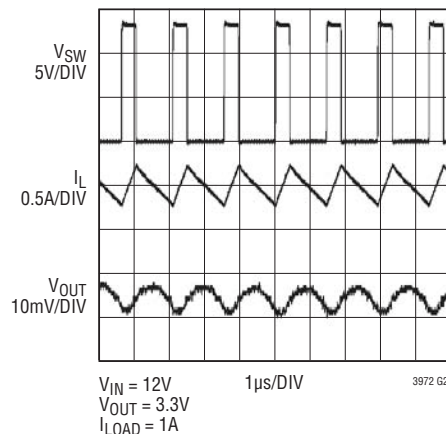 VSW
5V/DIV
IL
0.5A/DIV
VOUT
10mV/DIV
VIN = 12V
VOUT = 3.3V
ILOAD = 1A
1µs/DIV
3972 G2